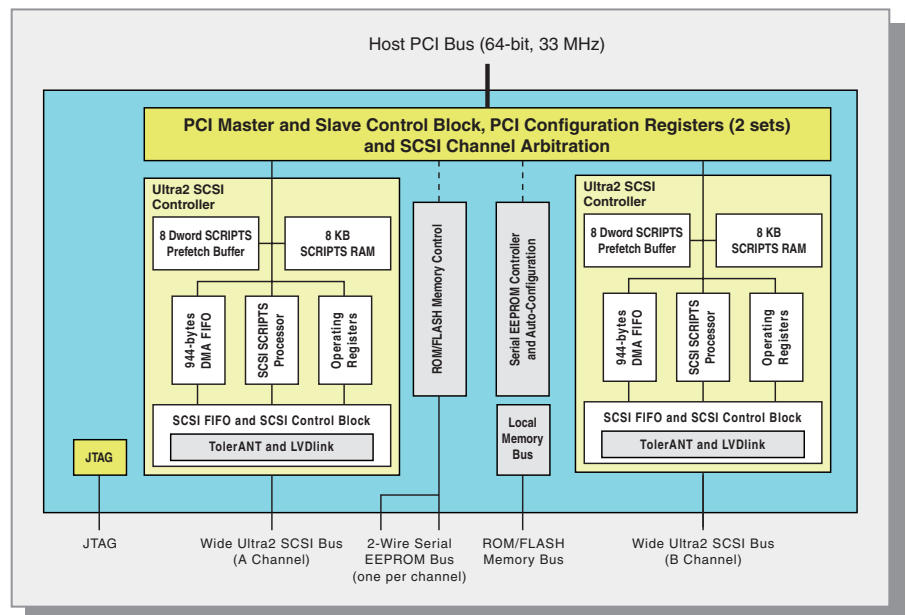 Host PCI Bus (64-bit, 33 MHz)
PCI Master and Slave Control Block, PCI Configuration Registers (2 sets)
and SCSI Channel Arbitration
Ultra2 SCSI
Controller
8 Dword SCRIPTS
Prefetch Buffer
8 KB
SCRIPTS RAM
944-bytes
DMA FIFO
SCSI SCRIPTS
Processor
Operating
Registers
SCSI FIFO and SCSI Control Block
TolerANT and LVDlink
ROM/FLASH Memory Control
Serial EEPROM Controller
and Auto-Configuration
Local
Memory
Bus
Ultra2 SCSI
Controller
8 Dword SCRIPTS
Prefetch Buffer
8 KB
SCRIPTS RAM
944-bytes
DMA FIFO
SCSI SCRIPTS
Processor
Operating
Registers
SCSI FIFO and SCSI Control Block
TolerANT and LVDlink
JTAG
JTAG
Wide Ultra2 SCSI Bus
(A Channel)
2-Wire Serial
EEPROM Bus
(one per channel)
ROM/FLASH
Memory Bus
Wide Ultra2 SCSI Bus
(B Channel)